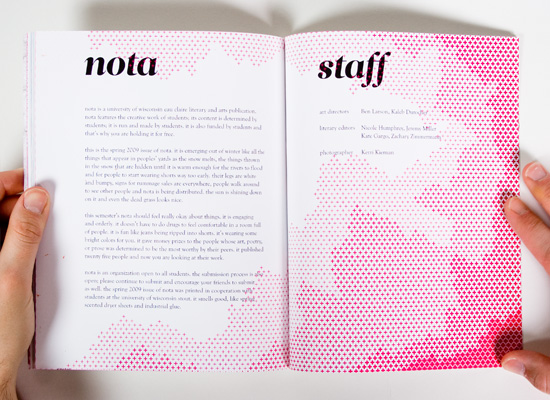 nota
nota is a university of wisconsin eau claire literary and arts publication.
nota features the creative work of students: its content is determined by
students, it is run and made by students. it is also funded by students and
that's why you are holding it for free.
this is the spring 2009 issue of nota. it is emerging out of winter like all the
things that appear in peoples' yards as the snow melts, the things thrown
in the snow that are hidden until it is warm enough for the rivers to flood
and for people to start wearing shorts way too early. their legs are white
and bumpy, signs for rummage sales are everywhere, people walk around
to see other people and nota is being distributed. the sun is shining down
on it and even the dead grass looks nice.
this semester's nota should feel really okay about things, it is engaging
and orderly. it doesn't have to do drugs to feel comfortable in a room full
of people. it is fun like jeans being ripped into shorts. it's wearing some
bright colors for you. it gave money prizes to the people whose art, poetry,
or prose was determined to be the most worthy by their peers. it published
twenty five people and now you are looking at their work.
nota is an organization open to all students. the submission process is an
open phone continue to submit and encourage your friends to submit
as well. the spring 2009 issue of nota was printed in cooperation with
students at the university of wisconsin stout. it smells good, like
scented dryer sheets and industrial glue.
staff
art directors Ben Larson, Kaleb
literary editors Nicole Humphrey, Jenose Miller
Kate Gargo, Zachary Zimmerman
photographer Kerri Kiernan